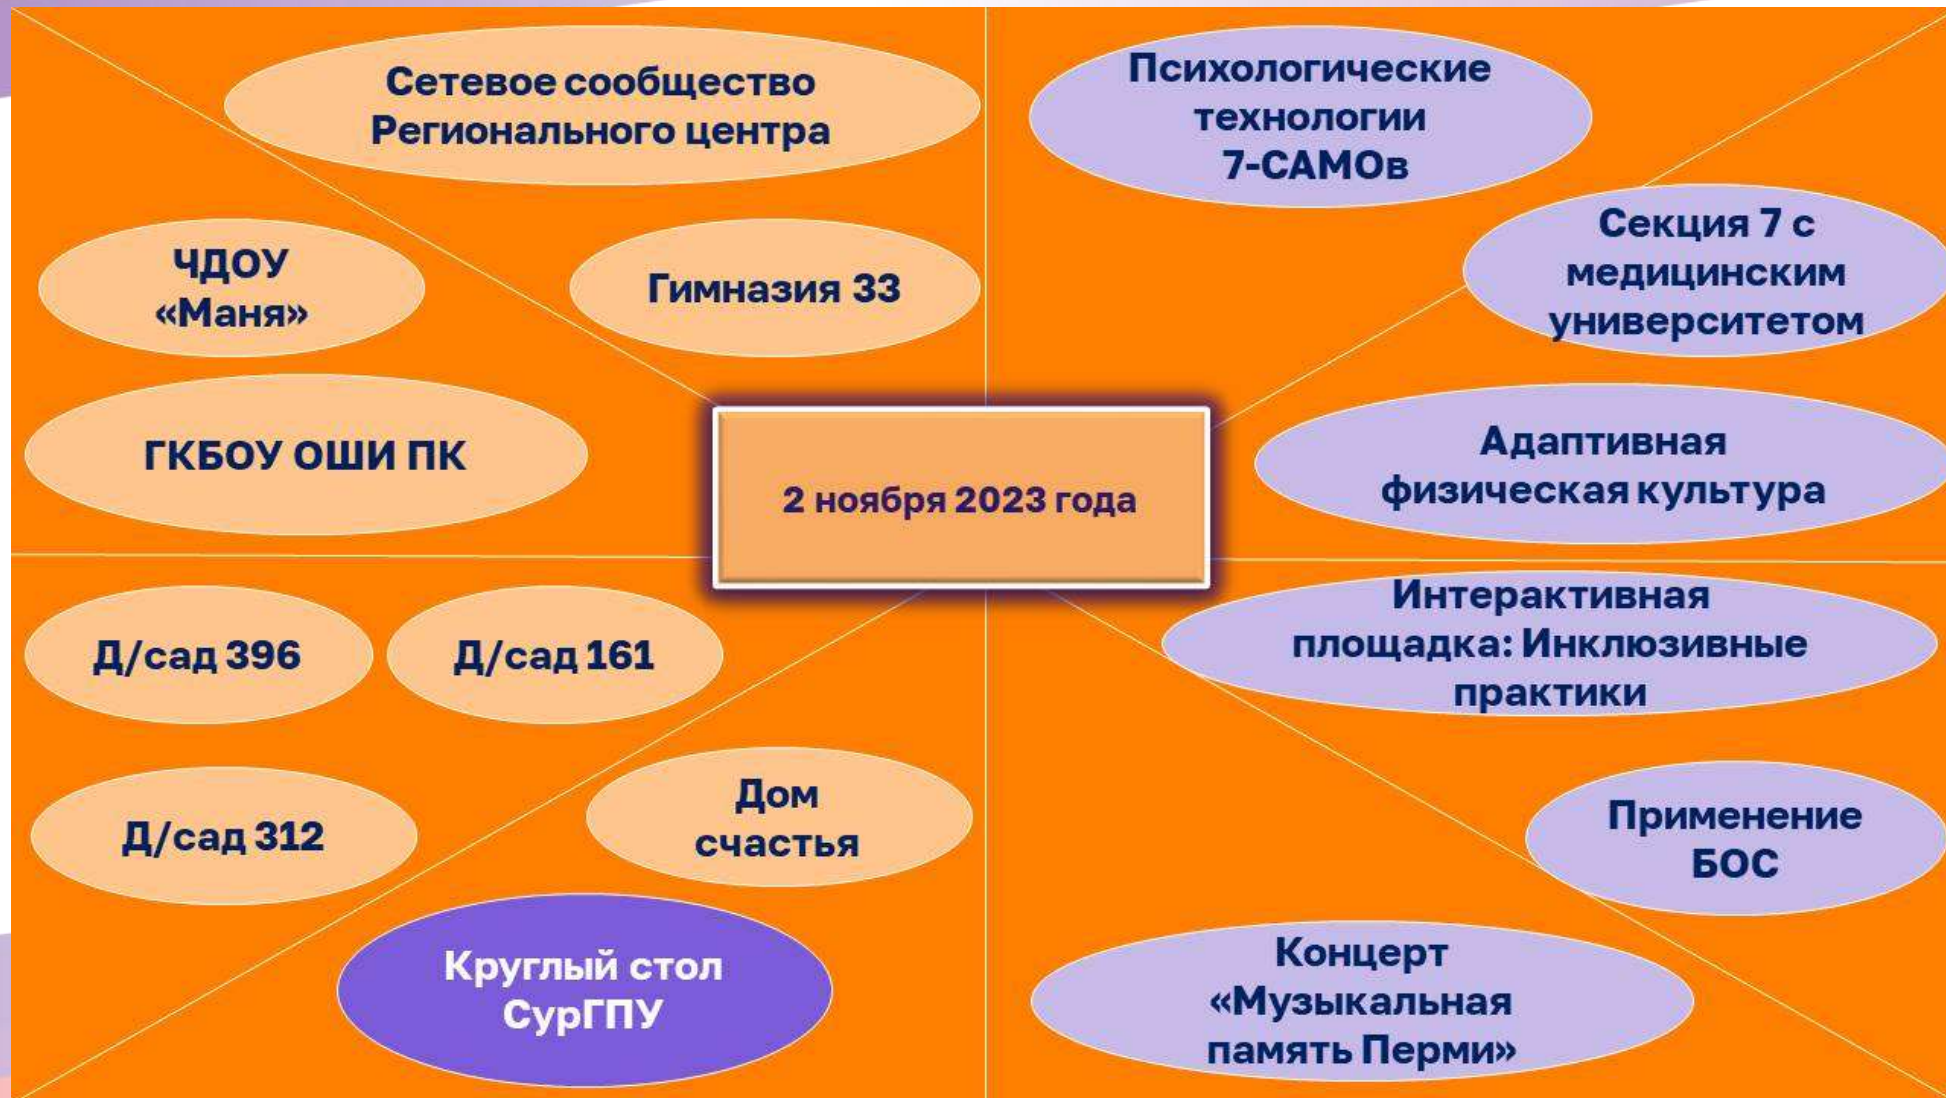 Сетевое сообщество
Регионального центра
Психологические
технологии
7-САМОв
ЧДОУ
«Маня»
Гимназия 33
Секция 7 с
медицинским
университетом
ГКБОУ ОШИ ПК
2 ноября 2023 года
Адаптивная
физическая культура
Д/сад 396
Д/сад 161
Интерактивная
площадка: Инклюзивные
практики
Д/сад 312
Дом
счастья
Применение
БОС
Круглый стол
СурГПУ
Концерт
«Музыкальная
память Перми»